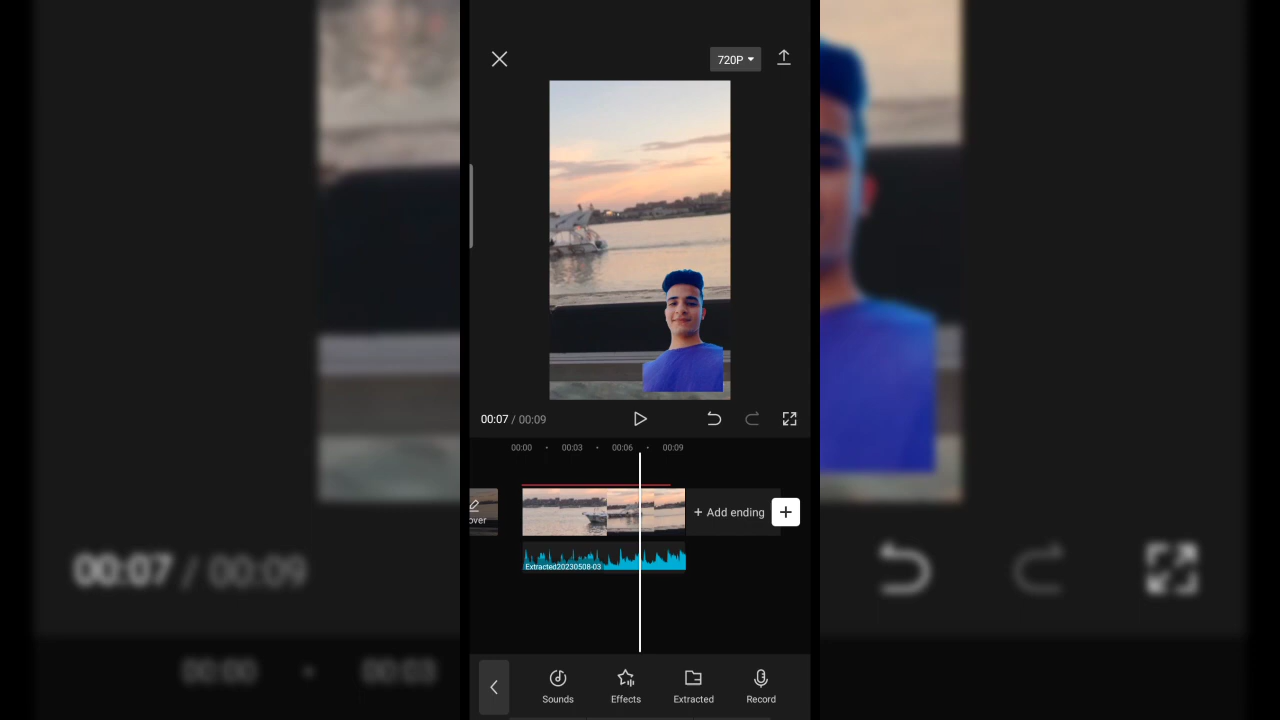 720P
00:07 / 00:09
00:00 00:03 00:06 00:09
over
+ Add ending
Extracted20230508-03
Sounds Effects Extracted Record
00:07 / 00:09
00:00 00:03